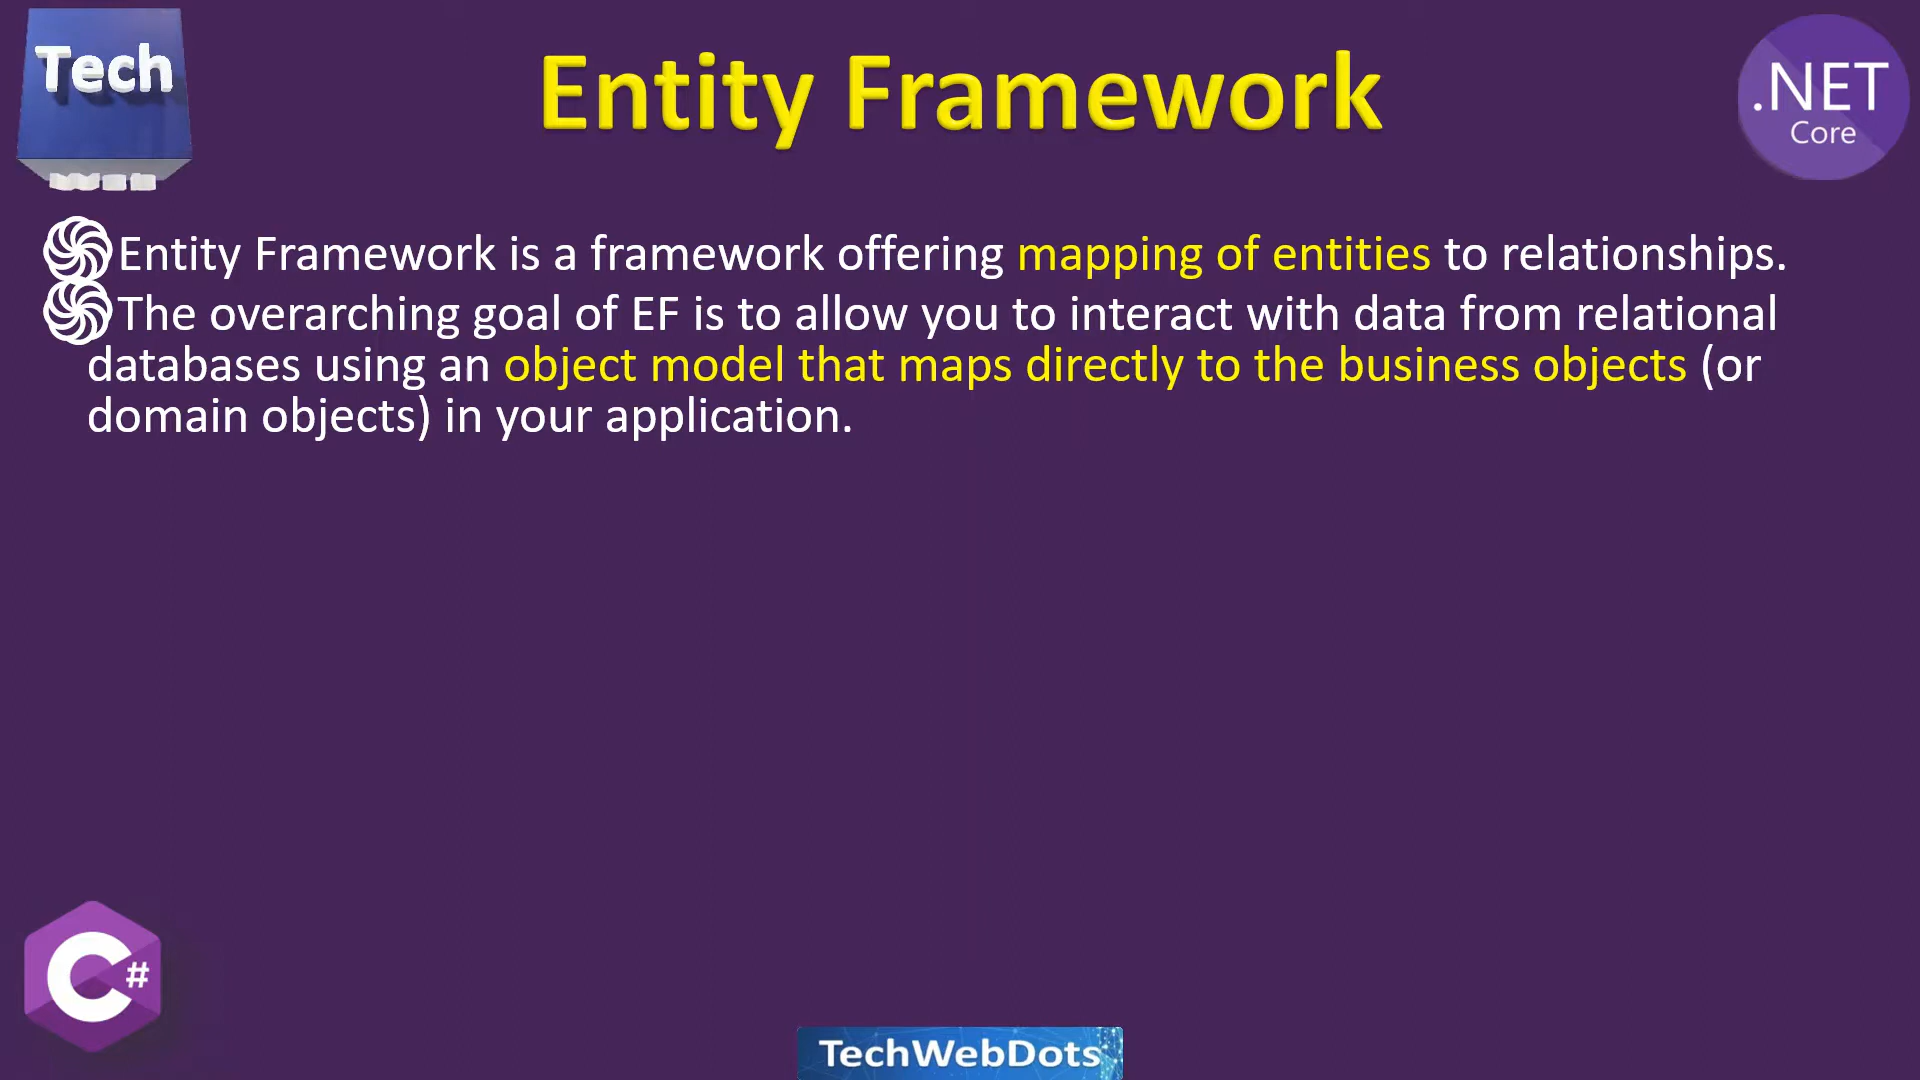 Tech
Entity Framework
.NET
Core
Entity Framework is a framework offering mapping of entities to relationships.
The overarching goal of EF is to allow you to interact with data from relational
databases using an object model that maps directly to the business objects (or
domain objects) in your application.
C#
TechWebDots